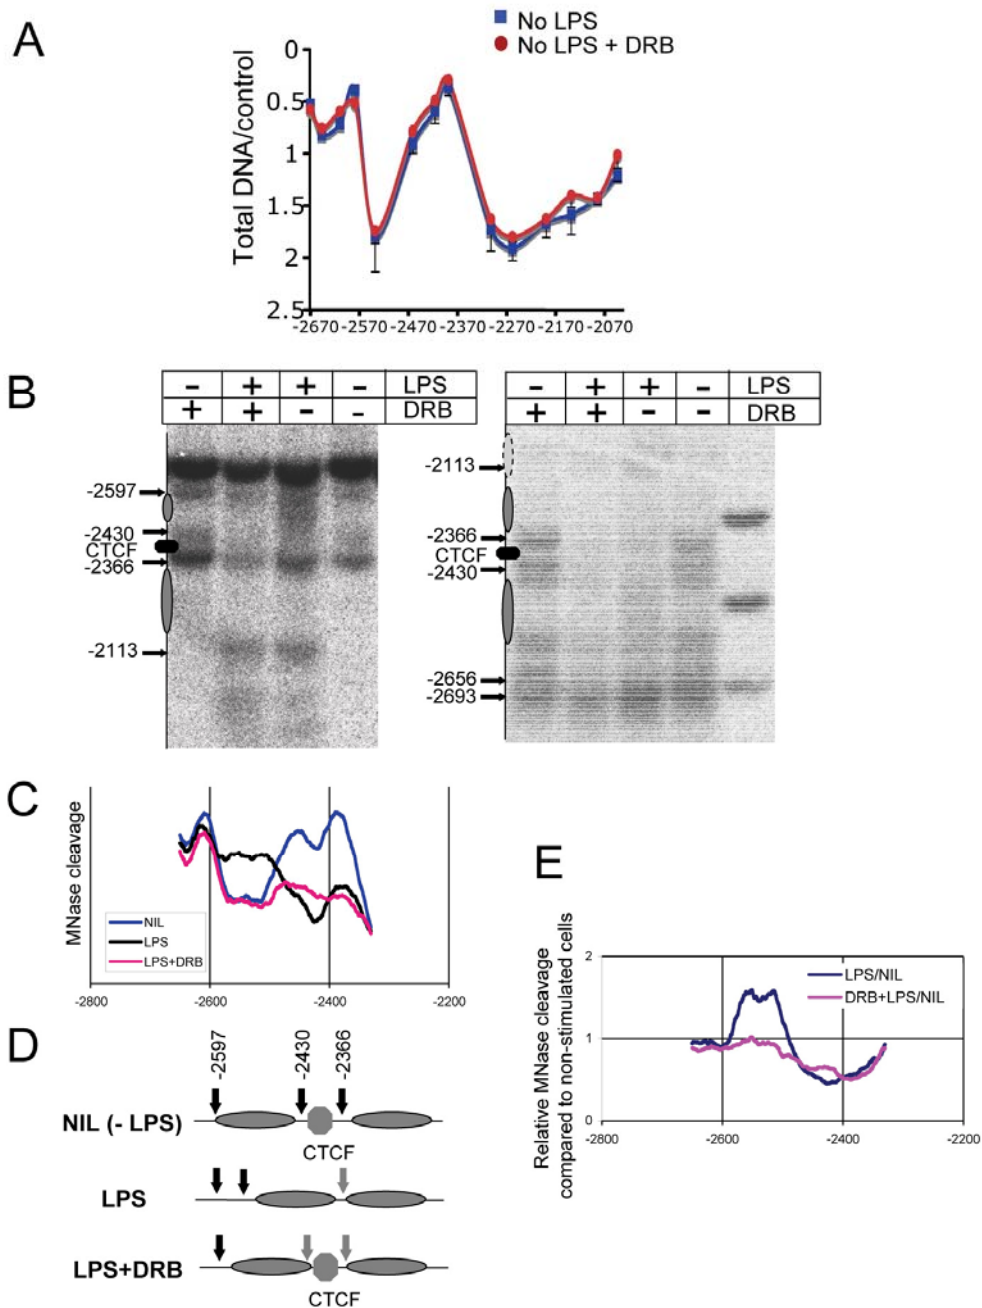 A
No LPS
No LPS + DRB
Total DNA/control
0
0.5
1
1.5
2
2.5
-2670 -2570 -2470 -2370 -2270 -2170 -2070
B
- + + - LPS
+ + - - DRB
-2597
-2430
CTCF
-2366
-2113
- + + - LPS
+ + - - DRB
-2113
-2366
CTCF
-2430
-2656
-2693
C
MNase cleavage
NIL
LPS
LPS+DRB
-2800 -2600 -2400 -2200
D
-2597 -2430 -2366
NIL (- LPS)
CTCF
LPS
LPS+DRB
CTCF
E
Relative MNase cleavage
compared to non-stimulated cells
2
1
0
LPS/NIL
DRB+LPS/NIL
-2800 -2600 -2400 -2200